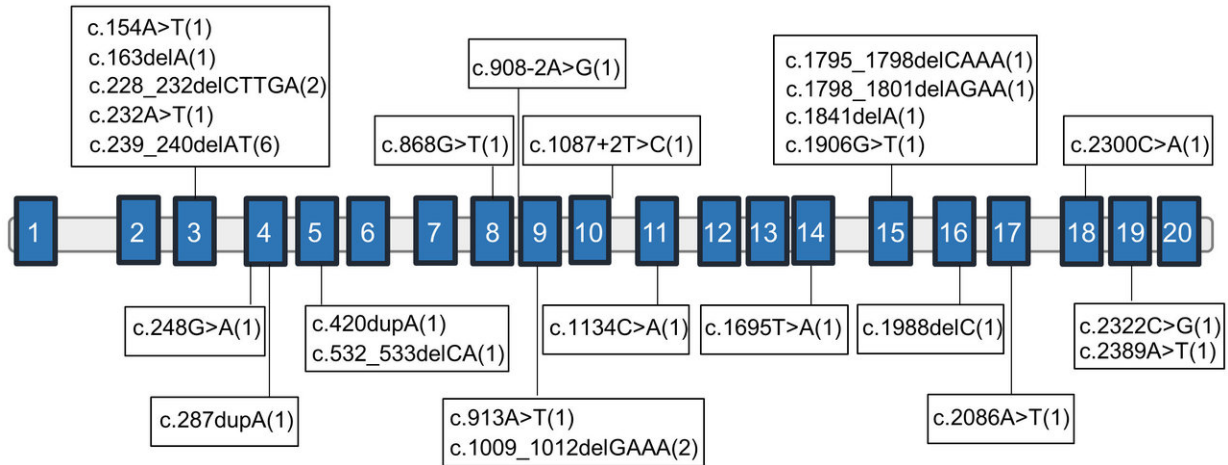 c.154A>T(1)
c.163delA(1)
c.228_232delCTTGA(2)
c.232A>T(1)
c.239_240delAT(6)
c.868G>T(1)
c.908-2A>G(1)
c.1087+2T>C(1)
c.1795_1798delCAAA(1)
c.1798_1801delAGAA(1)
c.1841delA(1)
c.1906G>T(1)
c.2300C>A(1)
1 2 3 4 5 6 7 8 9 10 11 12 13 14 15 16 17 18 19 20
c.248G>A(1)
c.287dupA(1)
c.420dupA(1)
c.532_533delCA(1)
c.913A>T(1)
c.1009_1012delGAAA(2)
c.1134C>A(1)
c.1695T>A(1)
c.1988delC(1)
c.2086A>T(1)
c.2322C>G(1)
c.2389A>T(1)